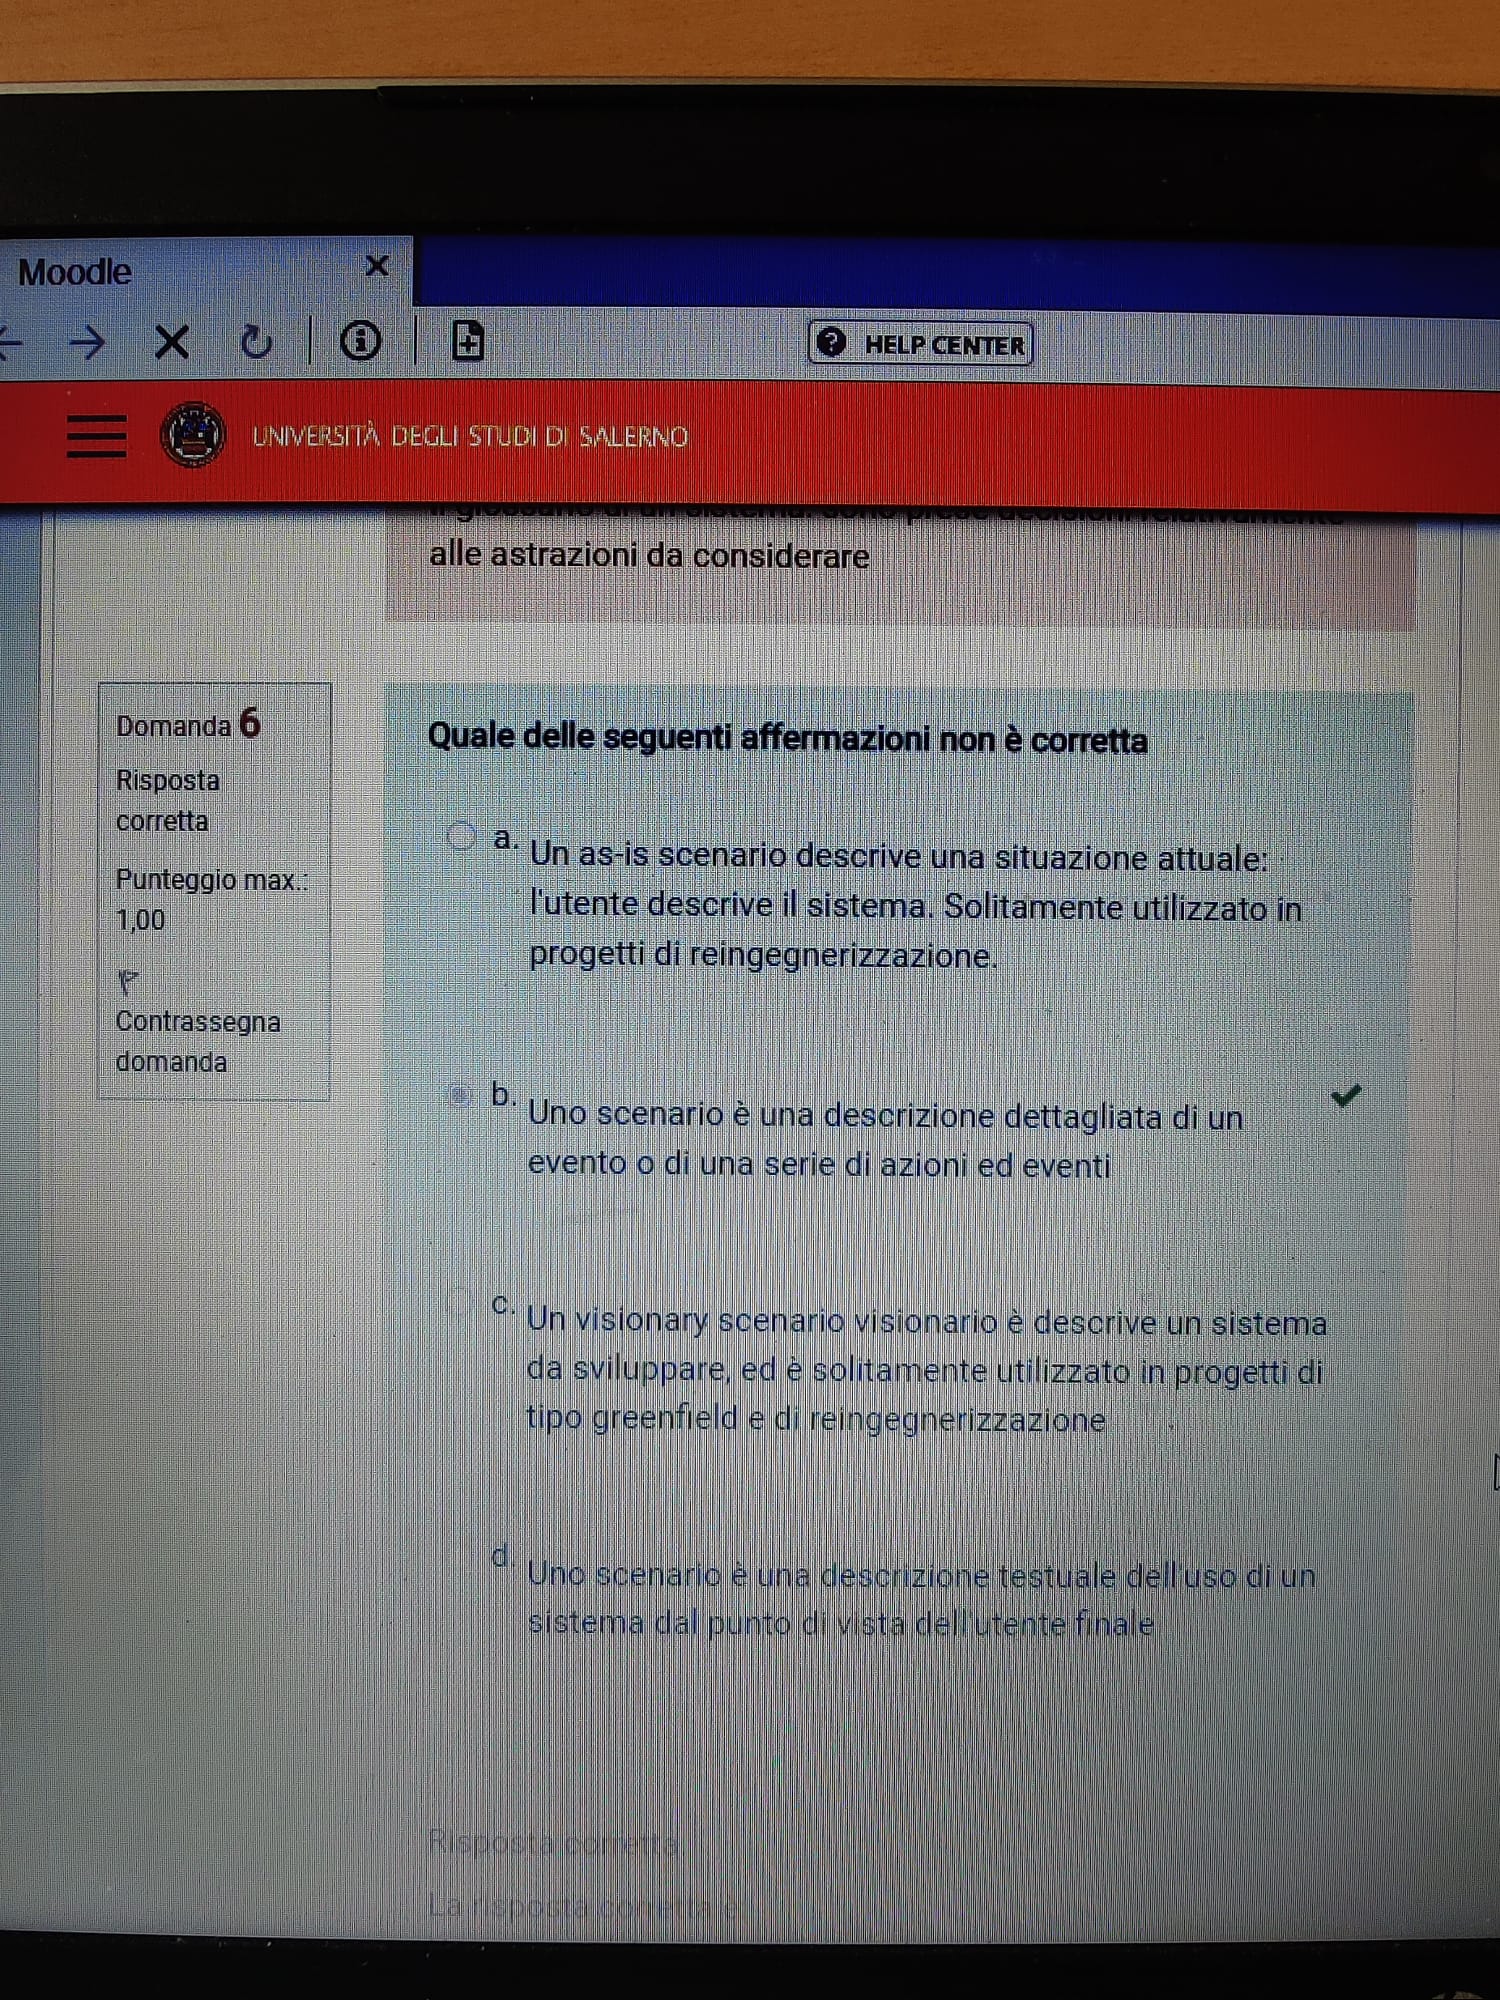 Moodle
HELP CENTER
UNIVERSITÀ DEGLI STUDI DI SALERNO
alle astrazioni da considerare
Domanda 6
Risposta
corretta
Punteggio max.:
1,00
Contrassegna
domanda
Quale delle seguenti affermazioni non è corretta
a. Un as-is scenario descrive una situazione attuale:
l'utente descrive il sistema. Solitamente utilizzato in
progetti di reingegnerizzazione.
b. Uno scenario è una descrizione dettagliata di un
evento o di una serie di azioni ed eventi
c. Un visionary scenario visionario è descrive un sistema
da sviluppare, ed è solitamente utilizzato in progetti di
tipo greenfield e di reingegnerizzazione
d. Uno scenario è una descrizione testuale dell'uso di un
sistema dal punto di vista dell'utente finale
Risposta corretta.
La risposta corretta è: